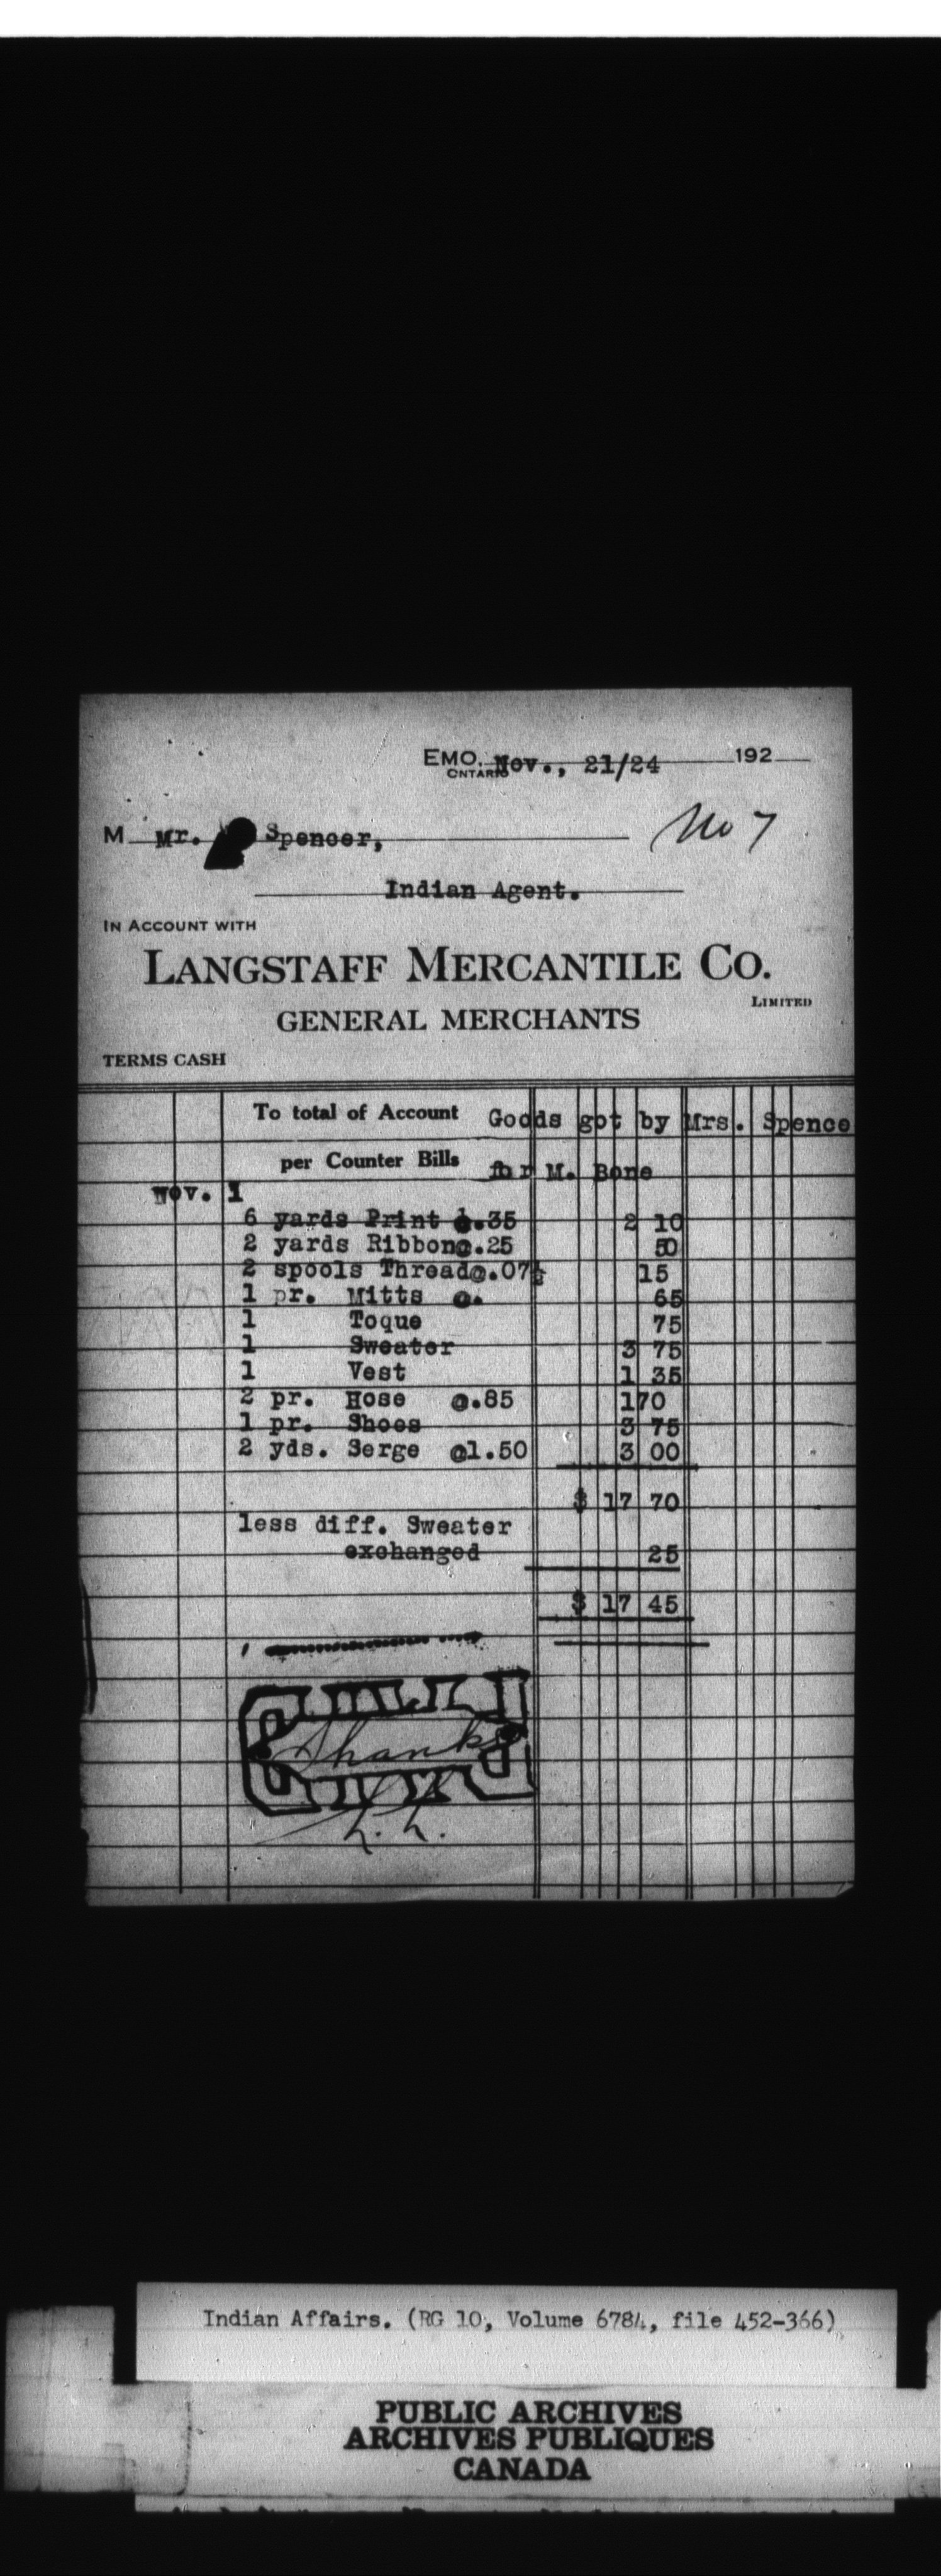 EMO, Nov., 21/24 192
ONTARIO
M Mr. Spencer, No 7
Indian Agent.
IN ACCOUNT WITH
LANGSTAFF MERCANTILE CO.
LIMITED
GENERAL MERCHANTS
TERMS CASH
To total of Account Goods got by Mrs. Spence
per Counter Bills for M. Bone
Nov. 1
6 yards Print @.35 2 10
2 yards Ribbon@.25 50
2 spools Thread@.07½ 15
1 pr. Mitts @. 65
1 Toque 75
1 Sweater 3 75
1 Vest 1 35
2 pr. Hose @.85 170
1 pr. Shoes 3 75
2 yds. Serge @1.50 3 00
$ 17 70
less diff. Sweater
exchanged 25
$ 17 45
Thanks
L. L.
Indian Affairs. (RG 10, Volume 6784, file 452-366)
PUBLIC ARCHIVES
ARCHIVES PUBLIQUES
CANADA